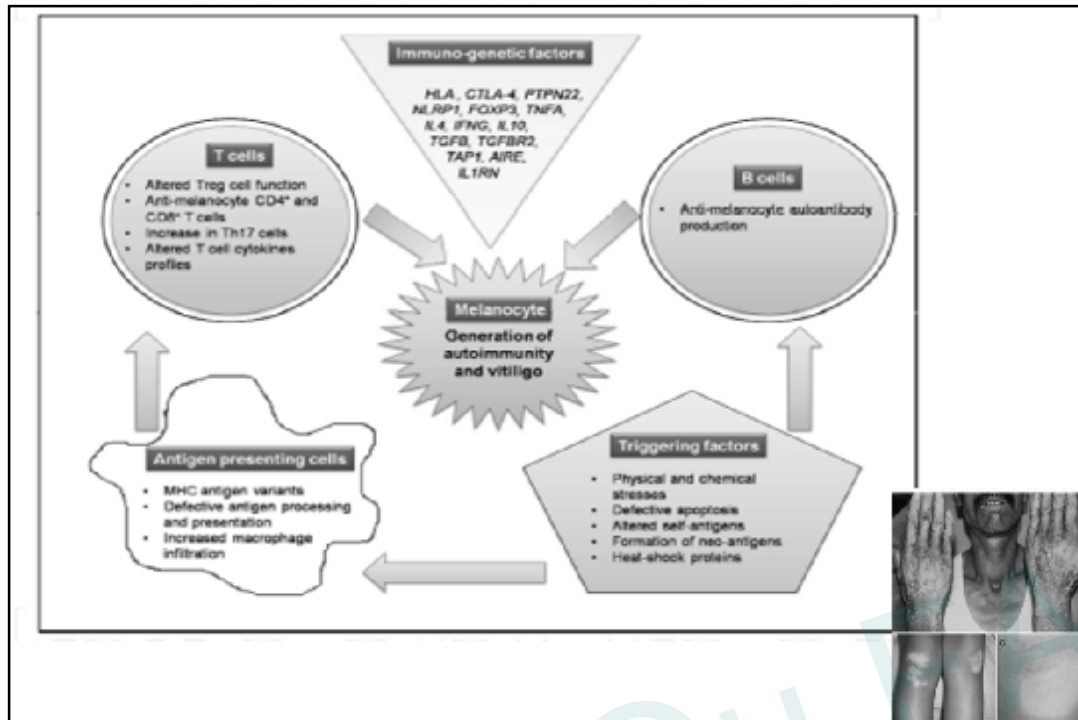 Immuno-genetic factors
HLA, CTLA-4, PTPN22,
NLRP1, FOXP3, TNFA,
IL4, IFNG, IL10,
TGFB, TGFBR2,
TAP1, AIRE,
IL1RN
T cells
• Altered Treg cell function
• Anti-melanocyte CD4⁺ and
CD8⁺ T cells
• Increase in Th17 cells
• Altered T cell cytokines
profiles
B cells
• Anti-melanocyte autoantibody
production
Melanocyte
Generation of
autoimmunity
and vitiligo
Antigen presenting cells
• MHC antigen variants
• Defective antigen processing
and presentation
• Increased macrophage
infiltration
Triggering factors
• Physical and chemical
stresses
• Defective apoptosis
• Altered self-antigens
• Formation of neo-antigens
• Heat-shock proteins